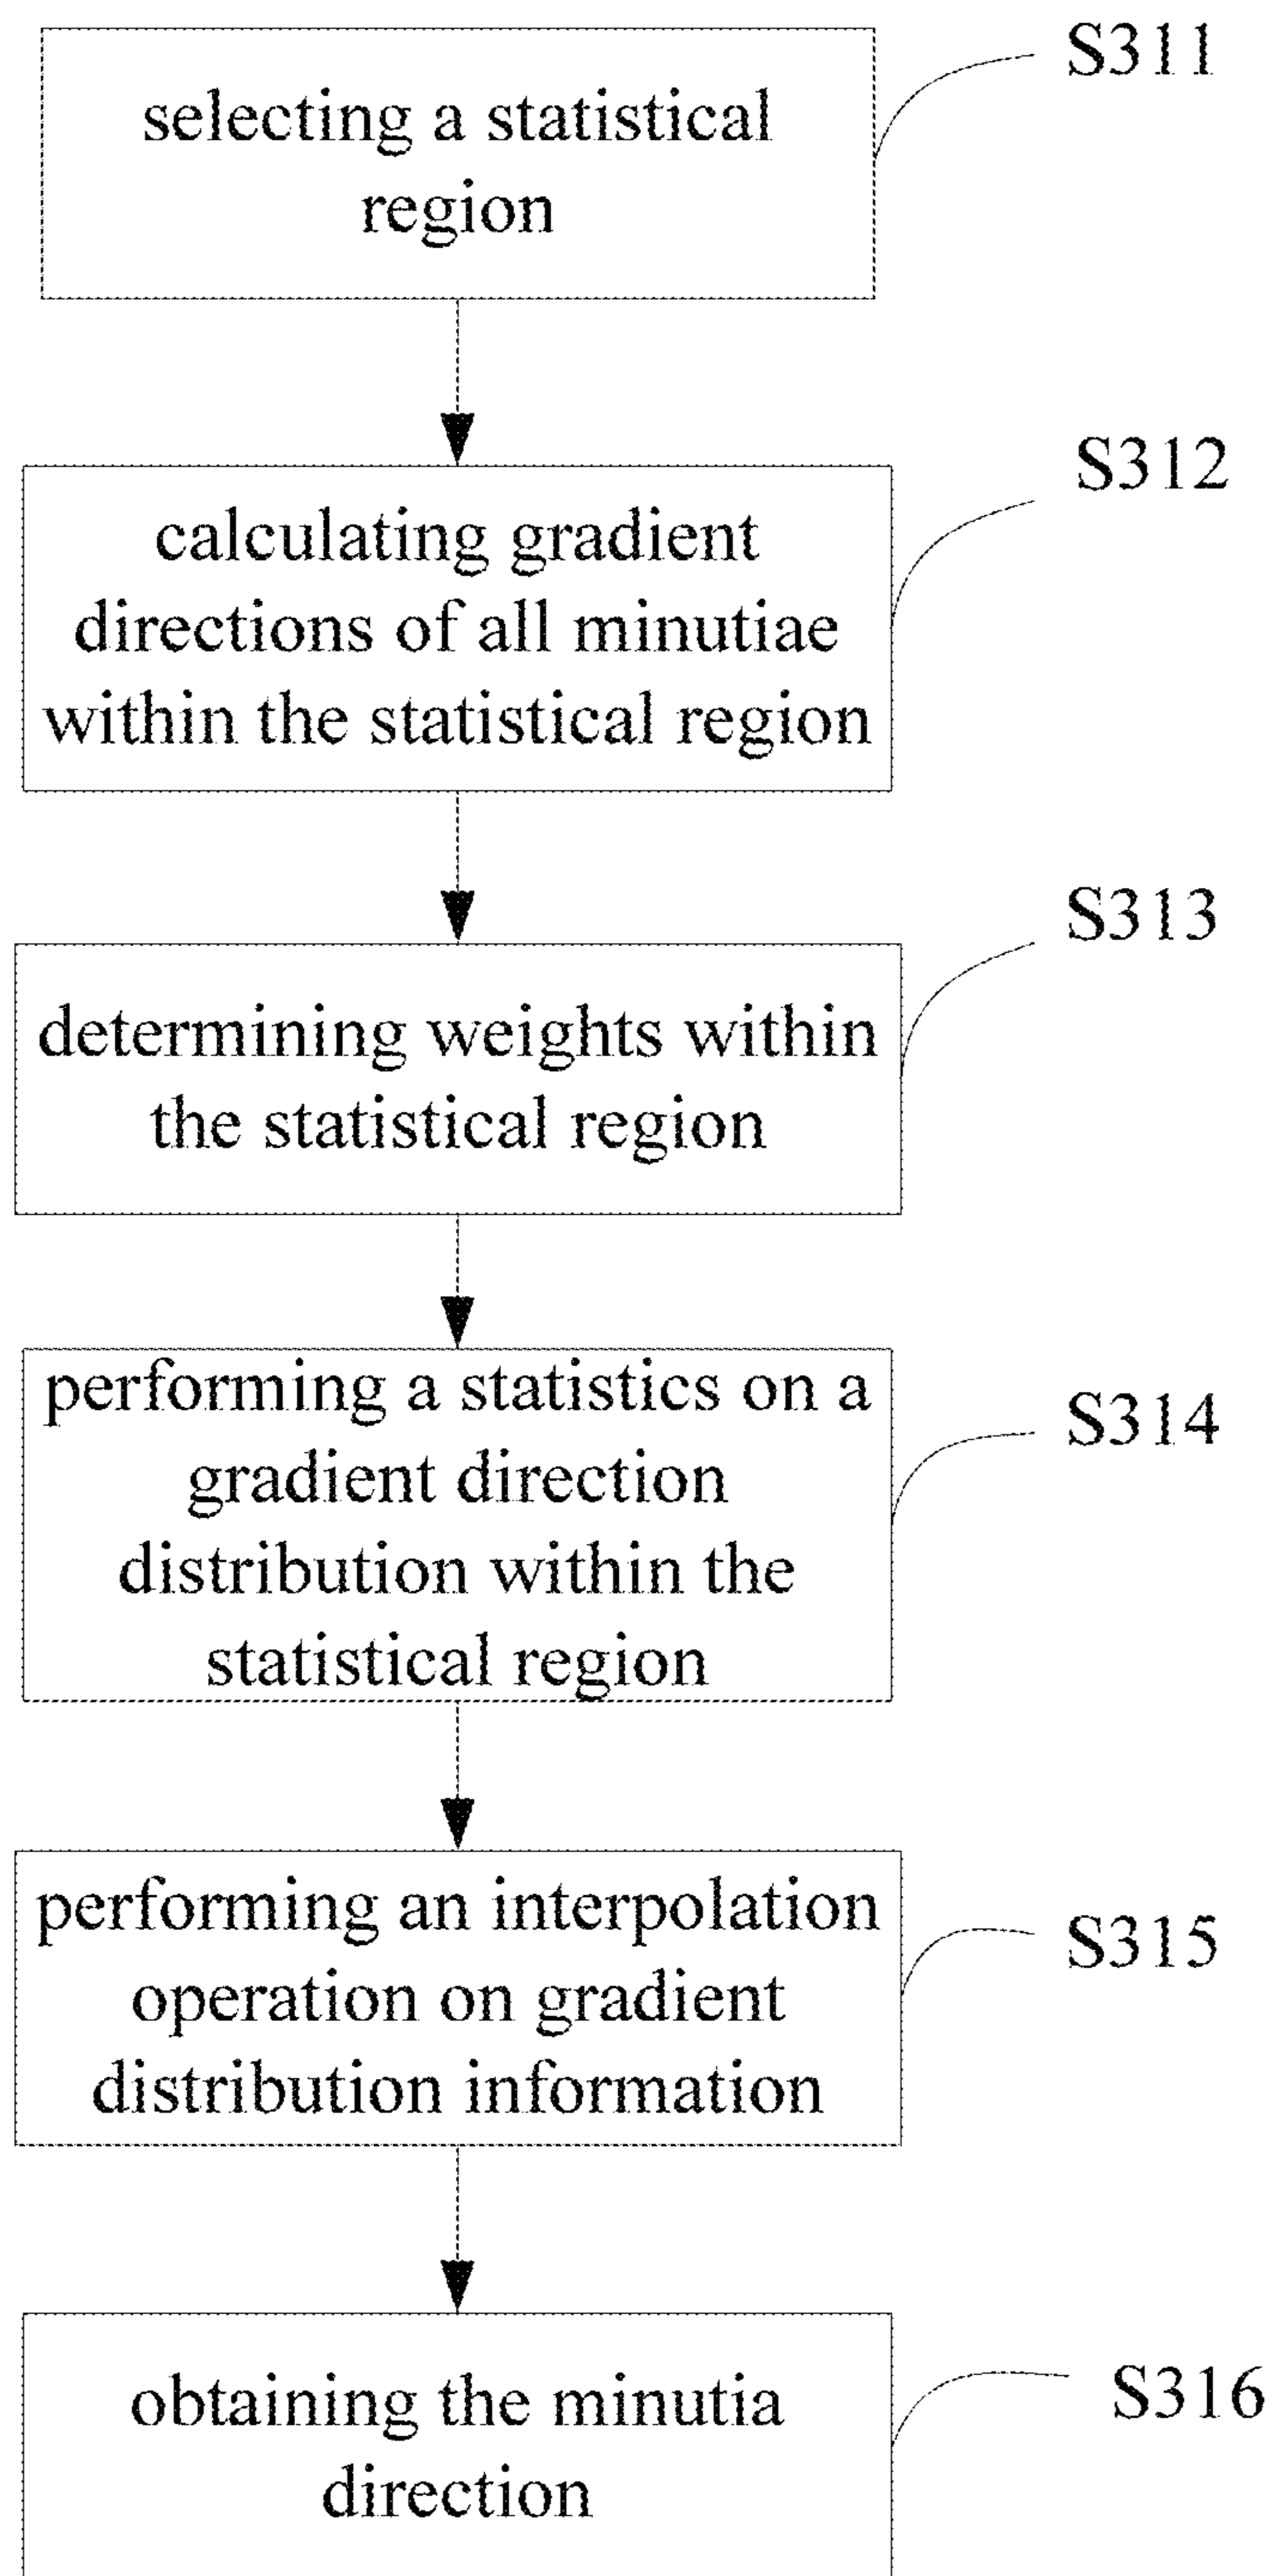 S311
selecting a statistical
region
S312
calculating gradient
directions of all minutiae
within the statistical region
S313
determining weights within
the statistical region
S314
performing a statistics on a
gradient direction
distribution within the
statistical region
S315
performing an interpolation
operation on gradient
distribution information
S316
obtaining the minutia
direction